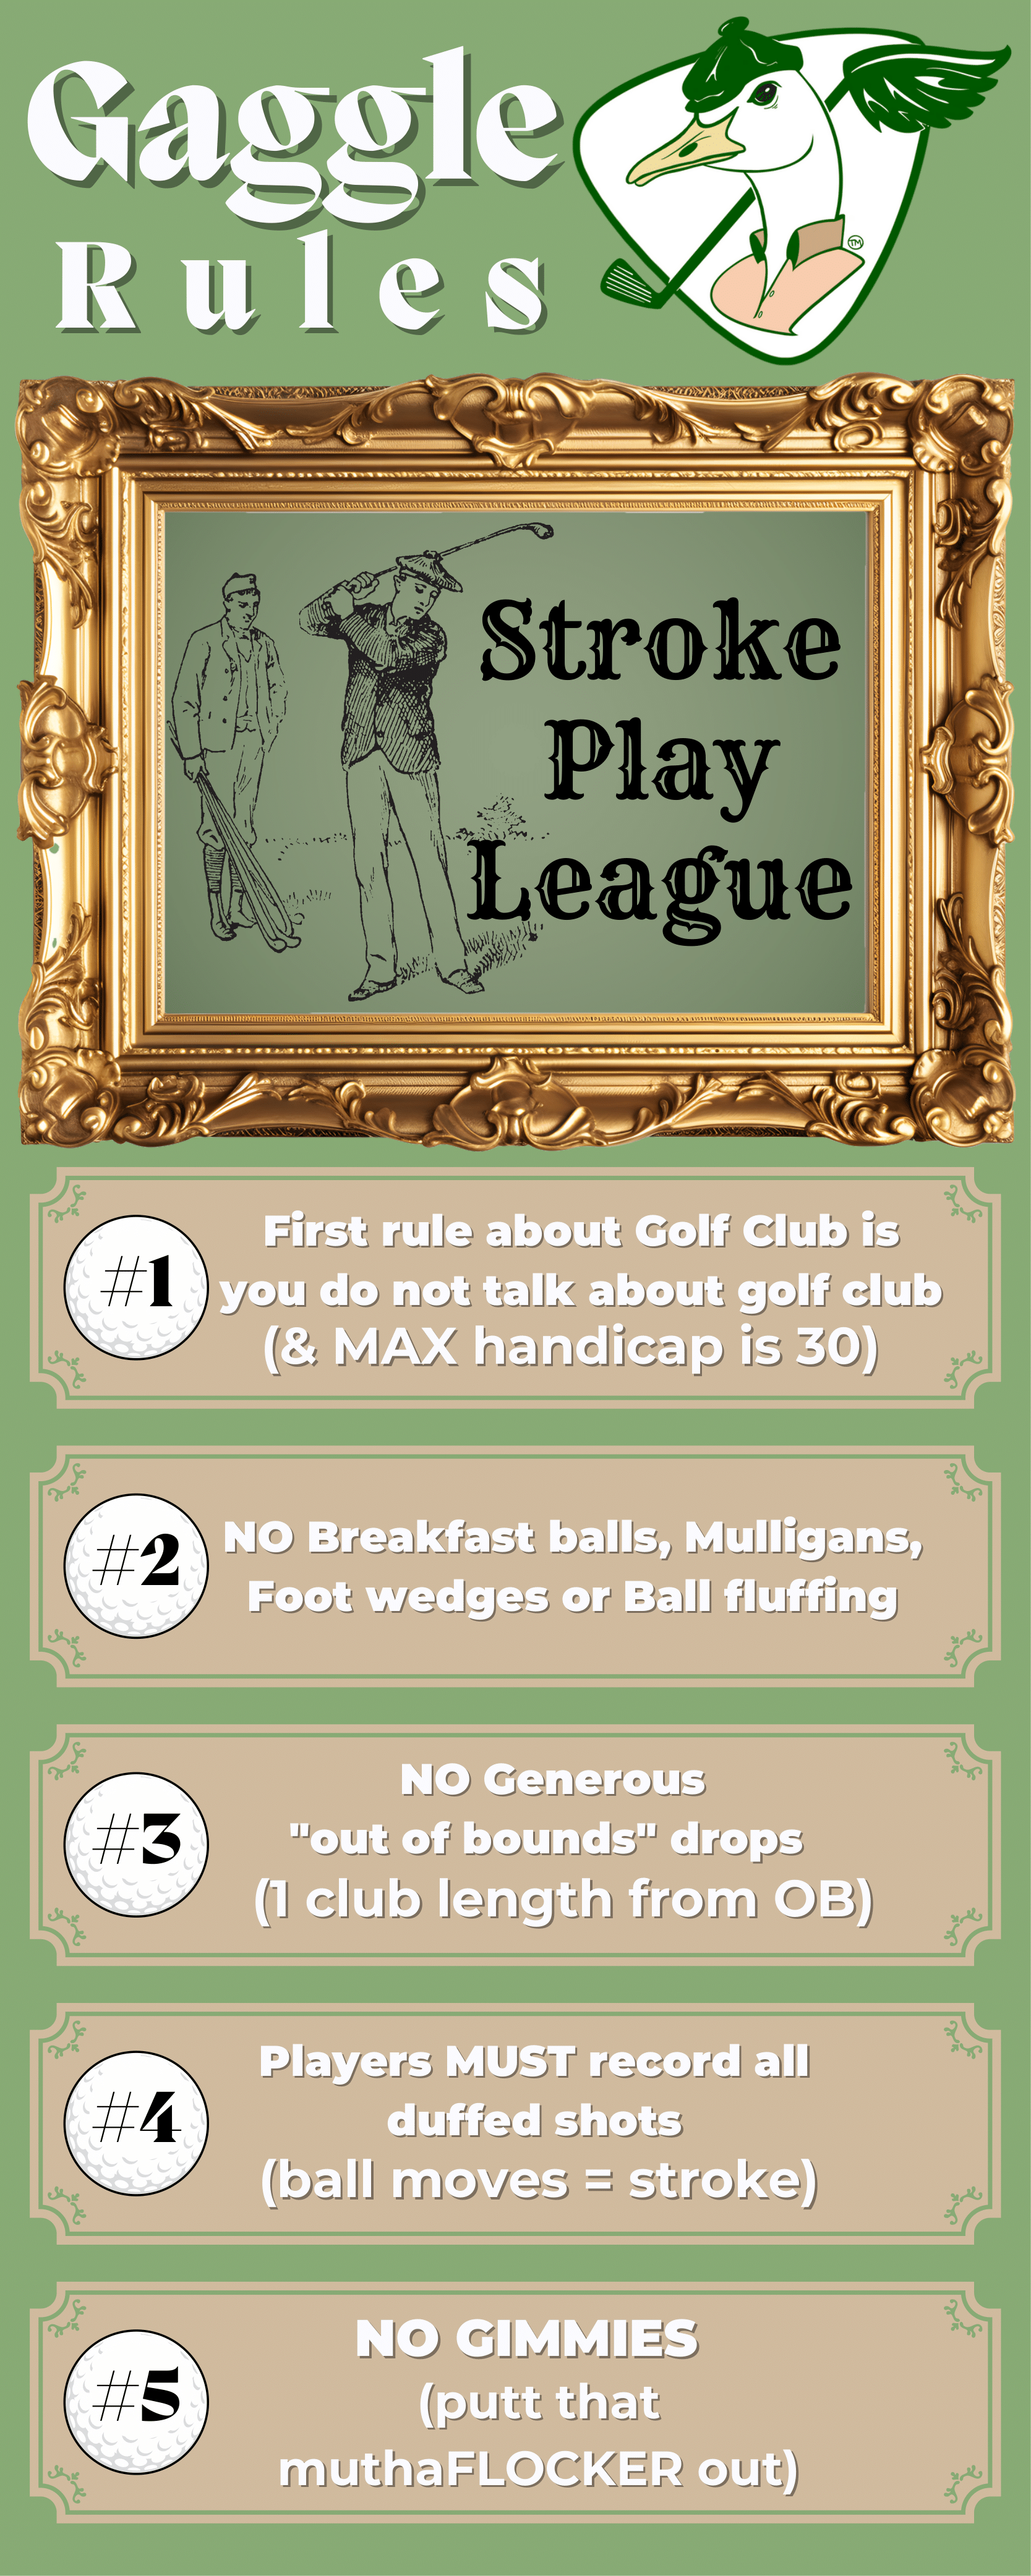 Gaggle
Rules
TM
Stroke
Play
League
#1
First rule about Golf Club is
you do not talk about golf club
(& MAX handicap is 30)
#2
NO Breakfast balls, Mulligans,
Foot wedges or Ball fluffing
#3
NO Generous
"out of bounds" drops
(1 club length from OB)
#4
Players MUST record all
duffed shots
(ball moves = stroke)
#5
NO GIMMIES
(putt that
muthaFLOCKER out)